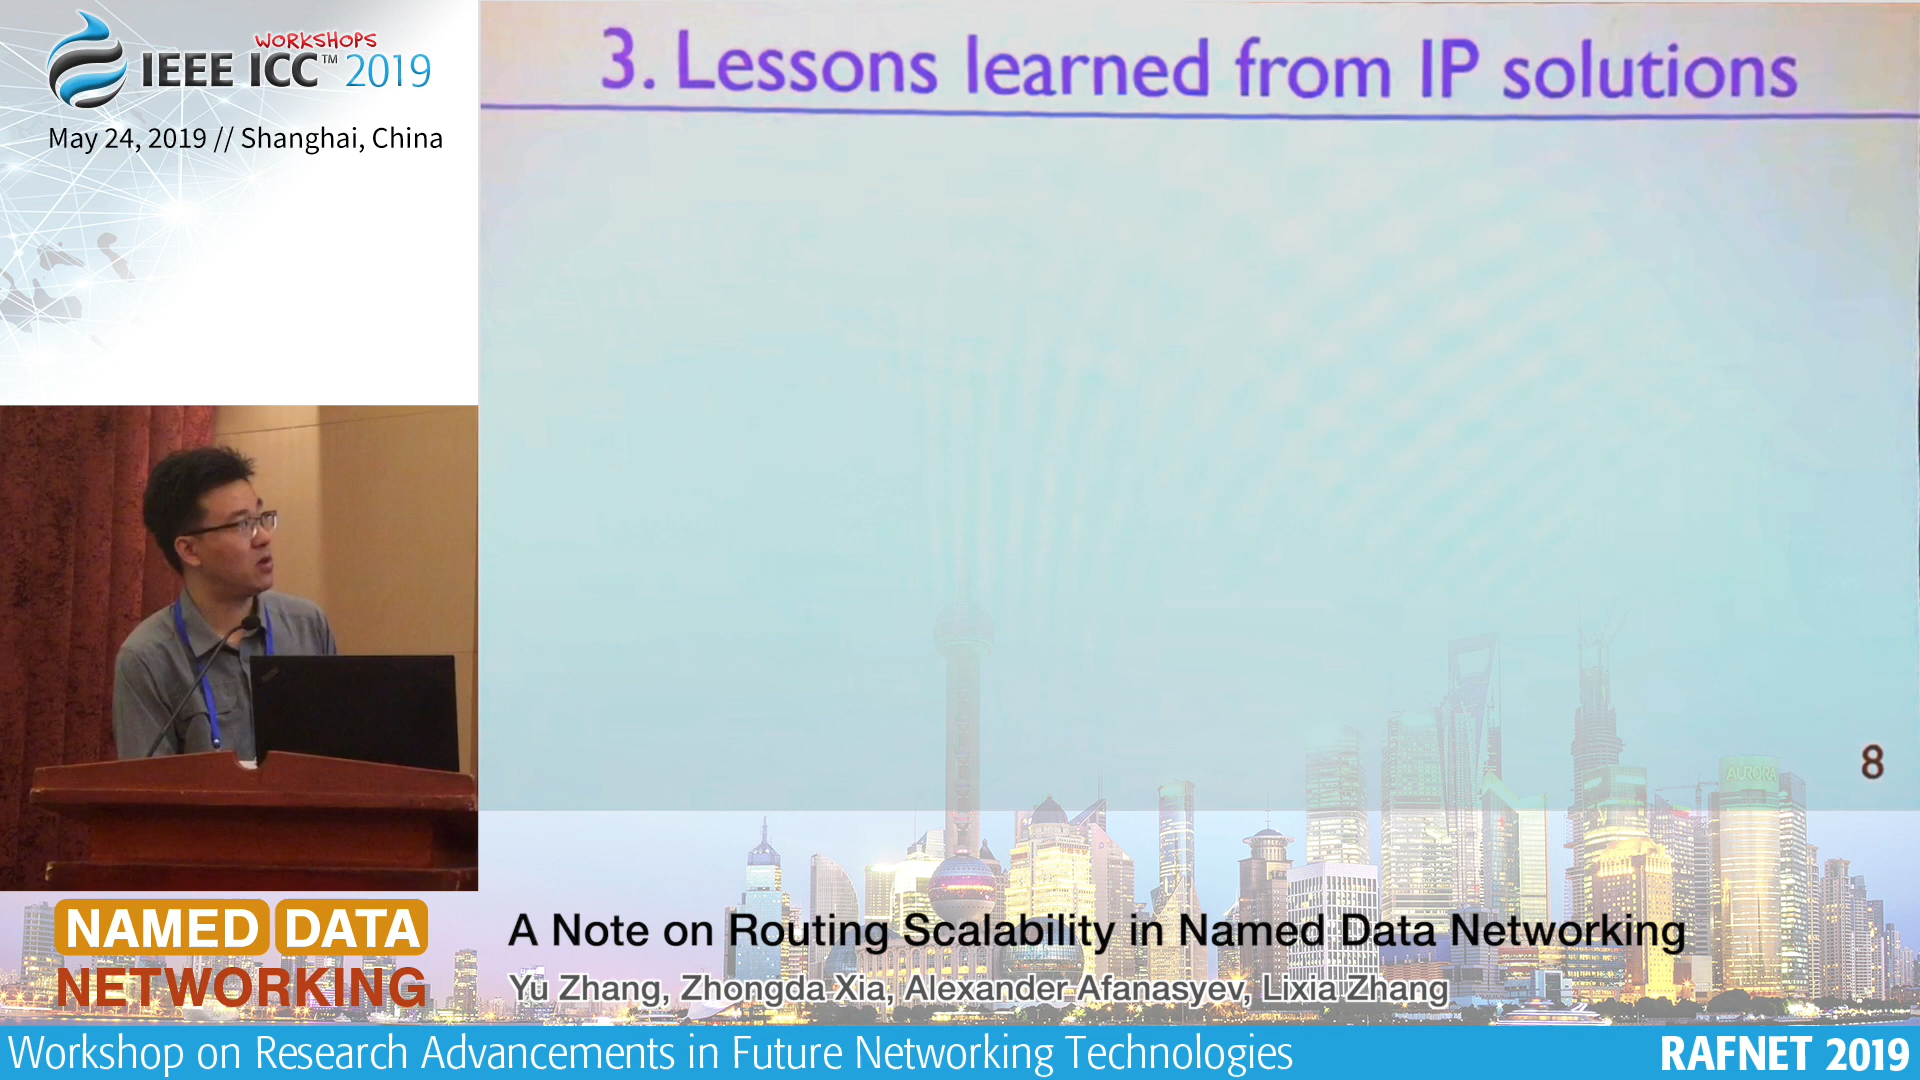 WORKSHOPS
IEEE ICC™ 2019
May 24, 2019 // Shanghai, China
3. Lessons learned from IP solutions
8
AURORA
NAMED DATA
NETWORKING
A Note on Routing Scalability in Named Data Networking
Yu Zhang, Zhongda Xia, Alexander Afanasyev, Lixia Zhang
Workshop on Research Advancements in Future Networking Technologies
RAFNET 2019